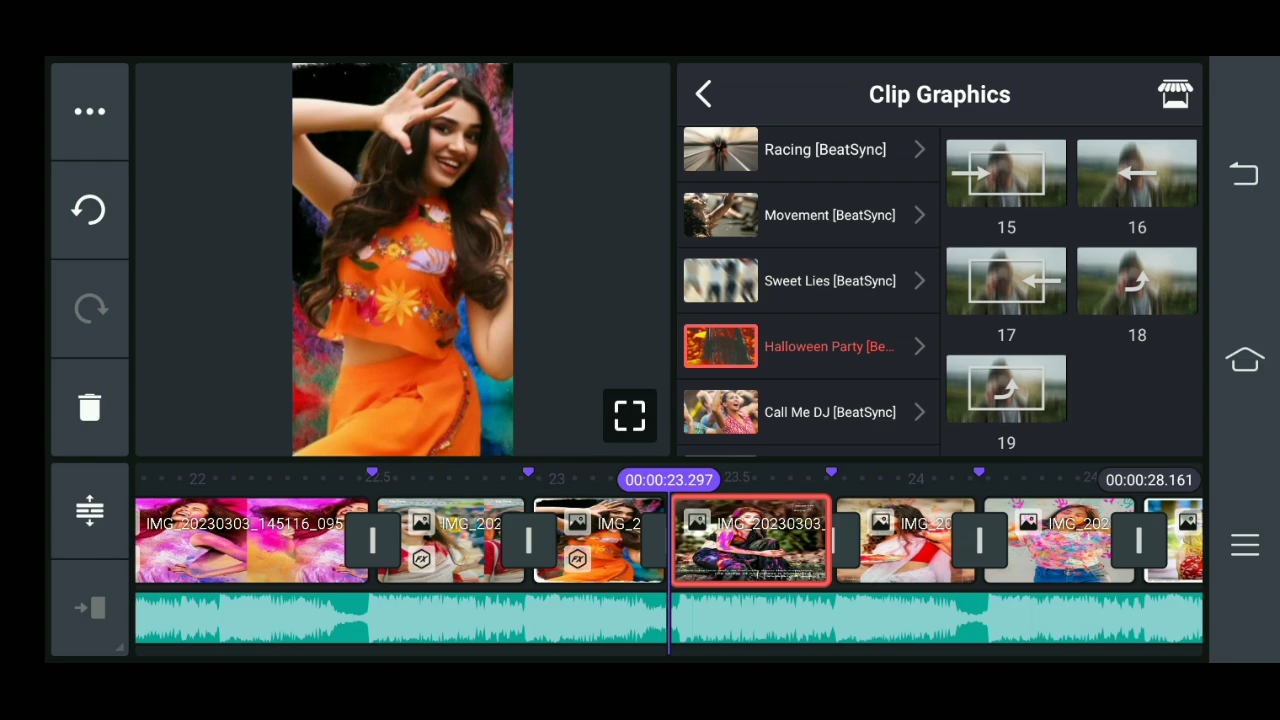 Clip Graphics
Racing [BeatSync]
Movement [BeatSync]
Sweet Lies [BeatSync]
Halloween Party [Be...
Call Me DJ [BeatSync]
15
16
17
18
19
22
22.5
23
00:00:23.297
23.5
24
24
00:00:28.161
IMG_20230303_145116_095
IMG_202
IMG_2
IMG_20230303_
IMG_20
IMG_202